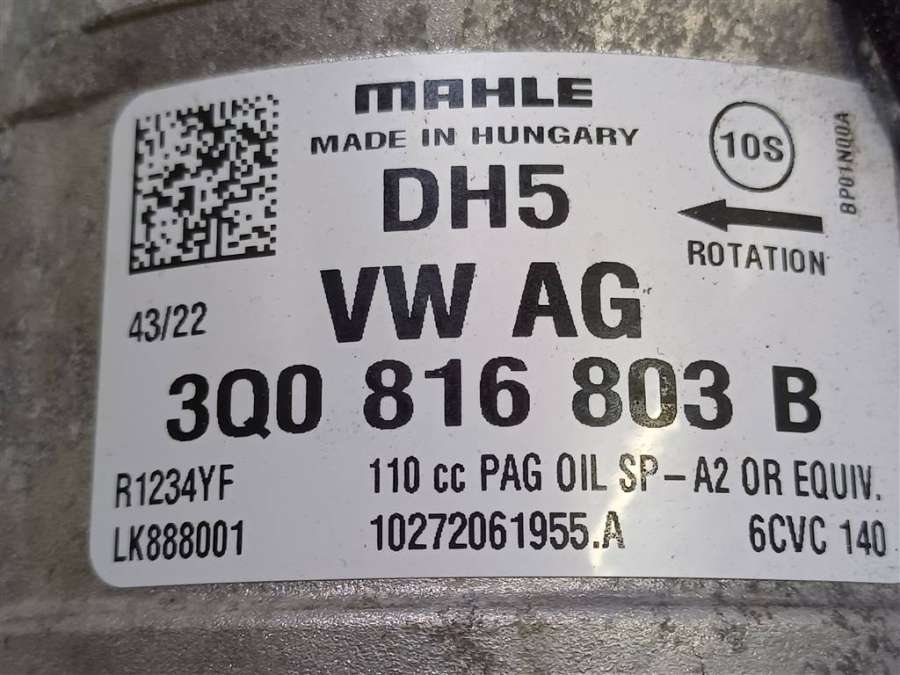 MAHLE
MADE IN HUNGARY
10S
BP01N00A
DH5
ROTATION
43/22
VW AG
3Q0 816 803 B
R1234YF 110 cc PAG OIL SP-A2 OR EQUIV.
LK888001 10272061955.A 6CVC 140